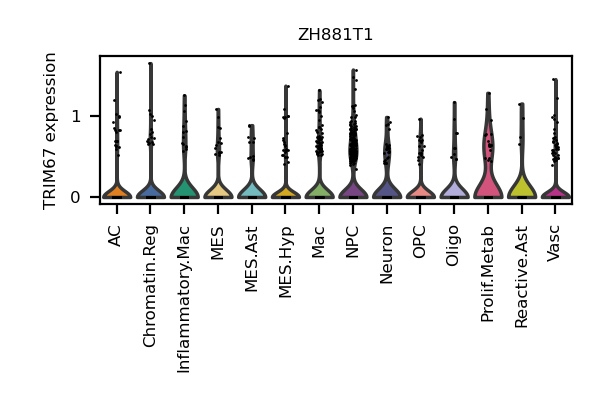 ZH881T1
TRIM67 expression
1
0
AC
Chromatin.Reg
Inflammatory.Mac
MES
MES.Ast
MES.Hyp
Mac
NPC
Neuron
OPC
Oligo
Prolif.Metab
Reactive.Ast
Vasc